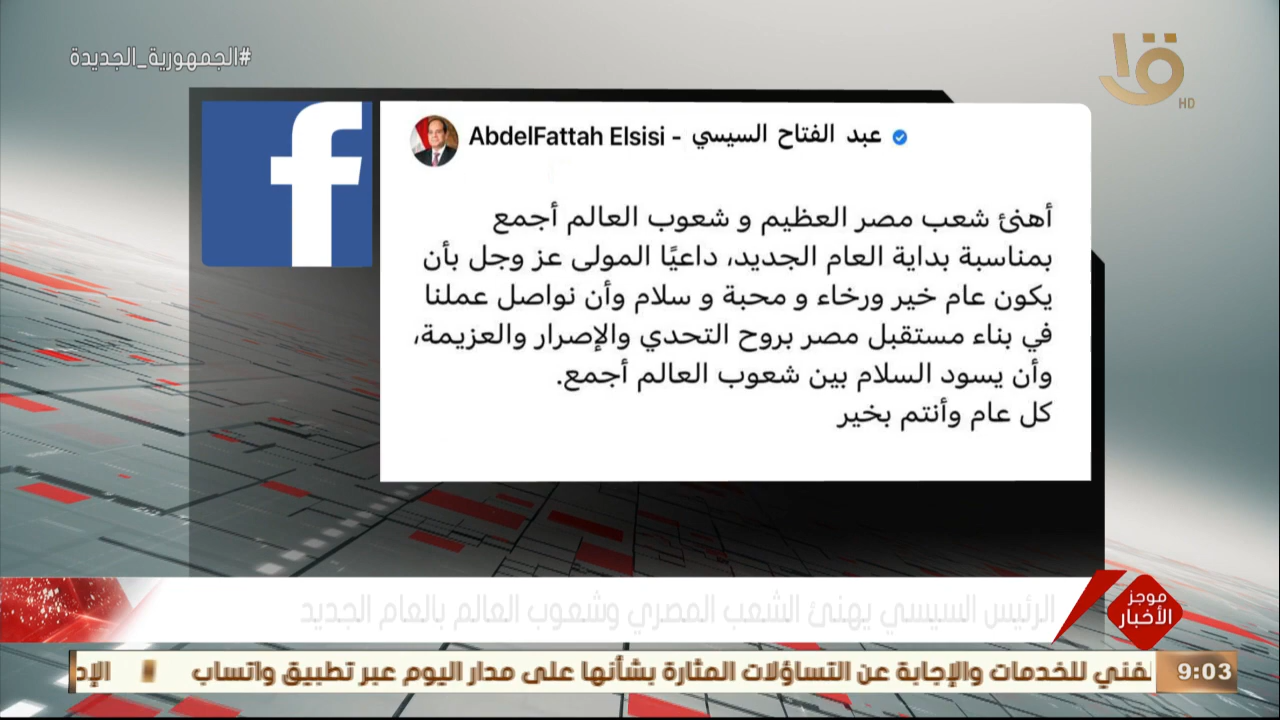 #الجمهورية_الجديدة
HD
AbdelFattah Elsisi - عبد الفتاح السيسي
أهنئ شعب مصر العظيم و شعوب العالم أجمع
بمناسبة بداية العام الجديد، داعيًا المولى عز وجل بأن
يكون عام خير ورخاء و محبة و سلام وأن نواصل عملنا
في بناء مستقبل مصر بروح التحدي والإصرار والعزيمة،
وأن يسود السلام بين شعوب العالم أجمع.
كل عام وأنتم بخير
موجز
الأخبار
الرئيس السيسي يهنئ الشعب المصري وشعوب العالم بالعام الجديد
9:03
للخدمات والإجابة عن التساؤلات المثارة بشأنها على مدار اليوم عبر تطبيق واتساب